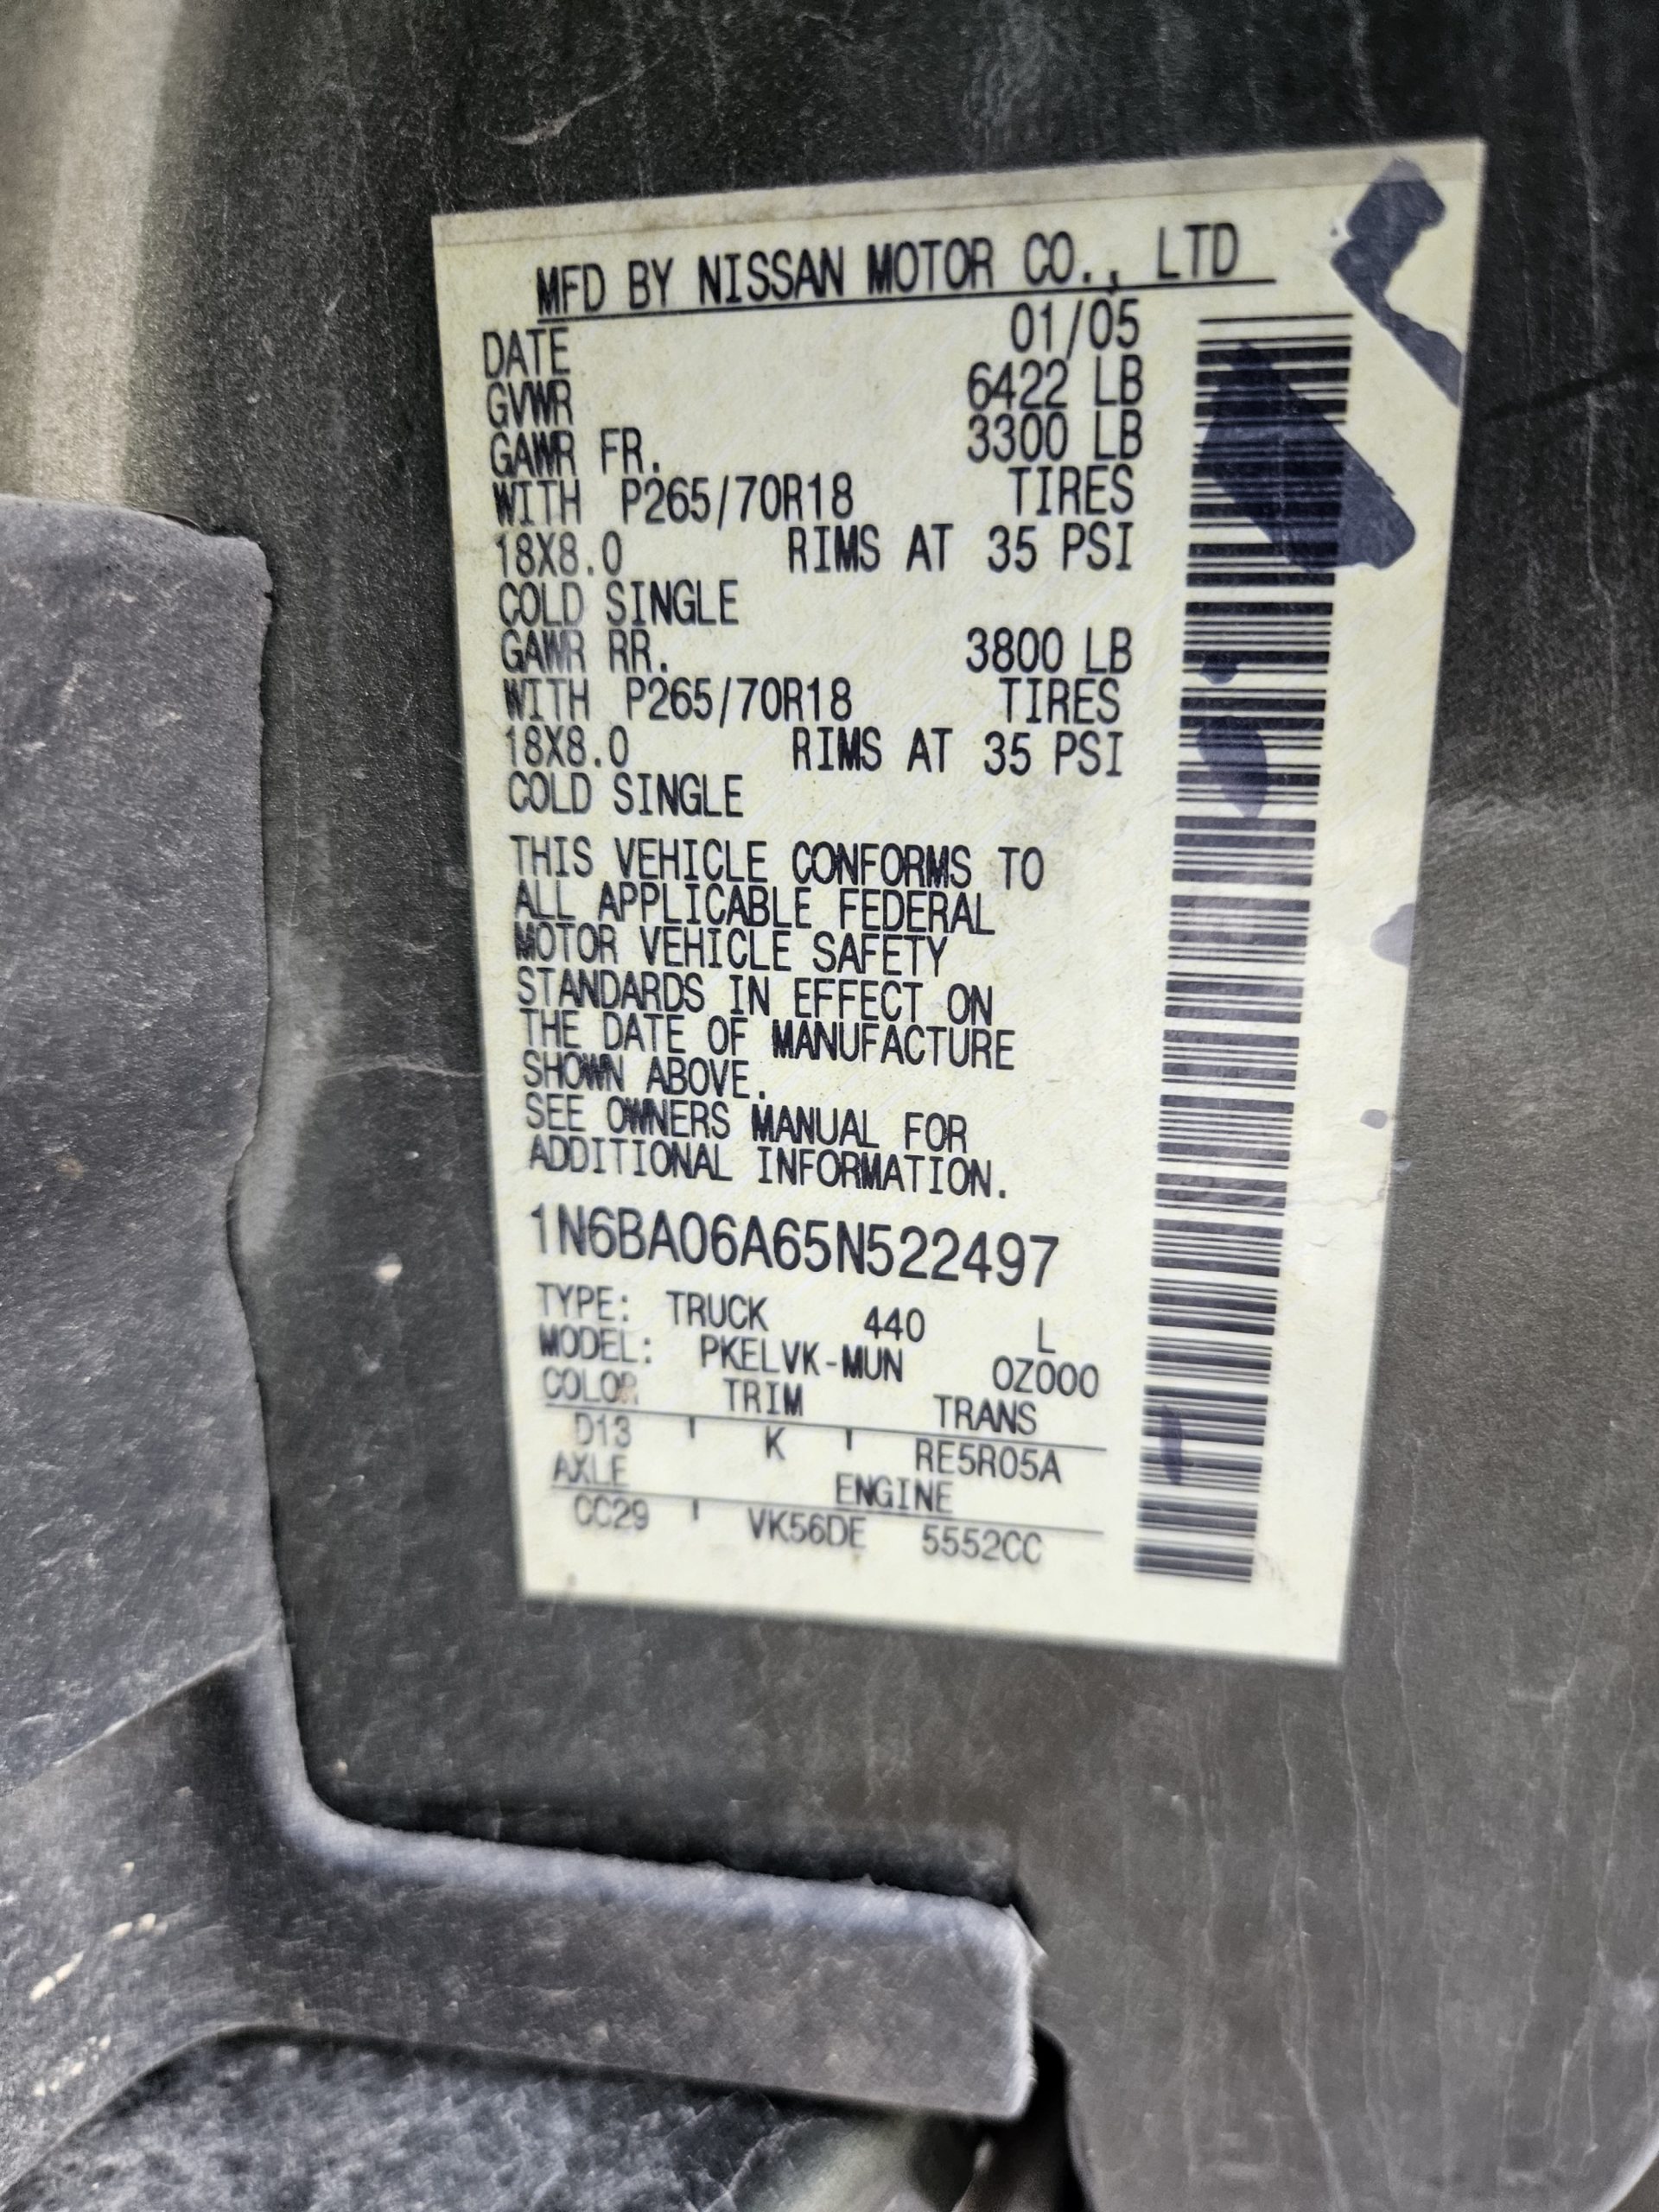 MFD BY NISSAN MOTOR CO., LTD
DATE 01/05
GVWR 6422 LB
GAWR FR. 3300 LB
WITH P265/70R18 TIRES
18X8.0 RIMS AT 35 PSI
COLD SINGLE
GAWR RR. 3800 LB
WITH P265/70R18 TIRES
18X8.0 RIMS AT 35 PSI
COLD SINGLE
THIS VEHICLE CONFORMS TO
ALL APPLICABLE FEDERAL
MOTOR VEHICLE SAFETY
STANDARDS IN EFFECT ON
THE DATE OF MANUFACTURE
SHOWN ABOVE.
SEE OWNERS MANUAL FOR
ADDITIONAL INFORMATION.
1N6BA06A65N522497
TYPE: TRUCK 440 L
MODEL: PKELVK-MUN 0Z000
COLOR TRIM TRANS
D13 K RE5R05A
AXLE ENGINE
CC29 VK56DE 5552CC